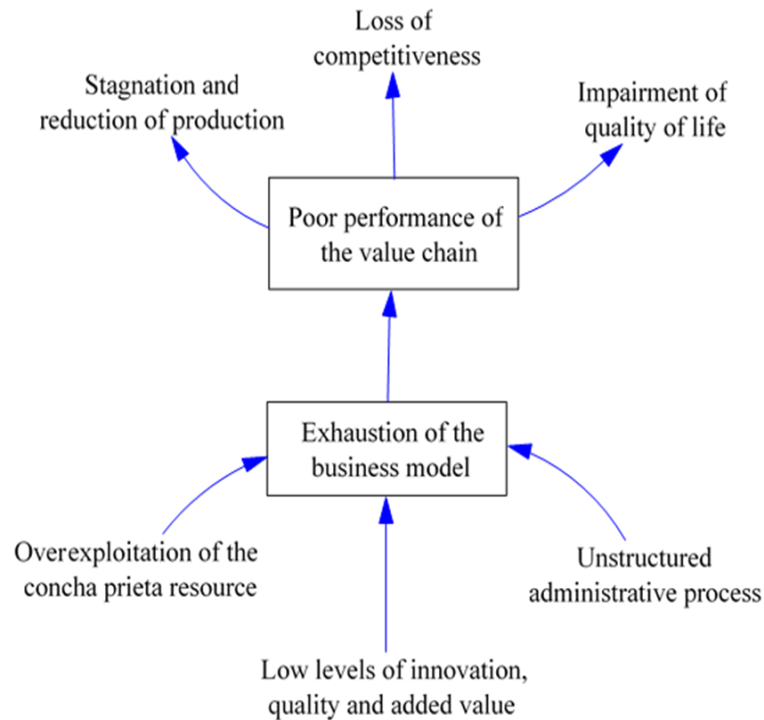 Loss of
competitiveness
Stagnation and
reduction of production
Impairment of
quality of life
Poor performance of
the value chain
Exhaustion of the
business model
Overexploitation of the
concha prieta resource
Unstructured
administrative process
Low levels of innovation,
quality and added value